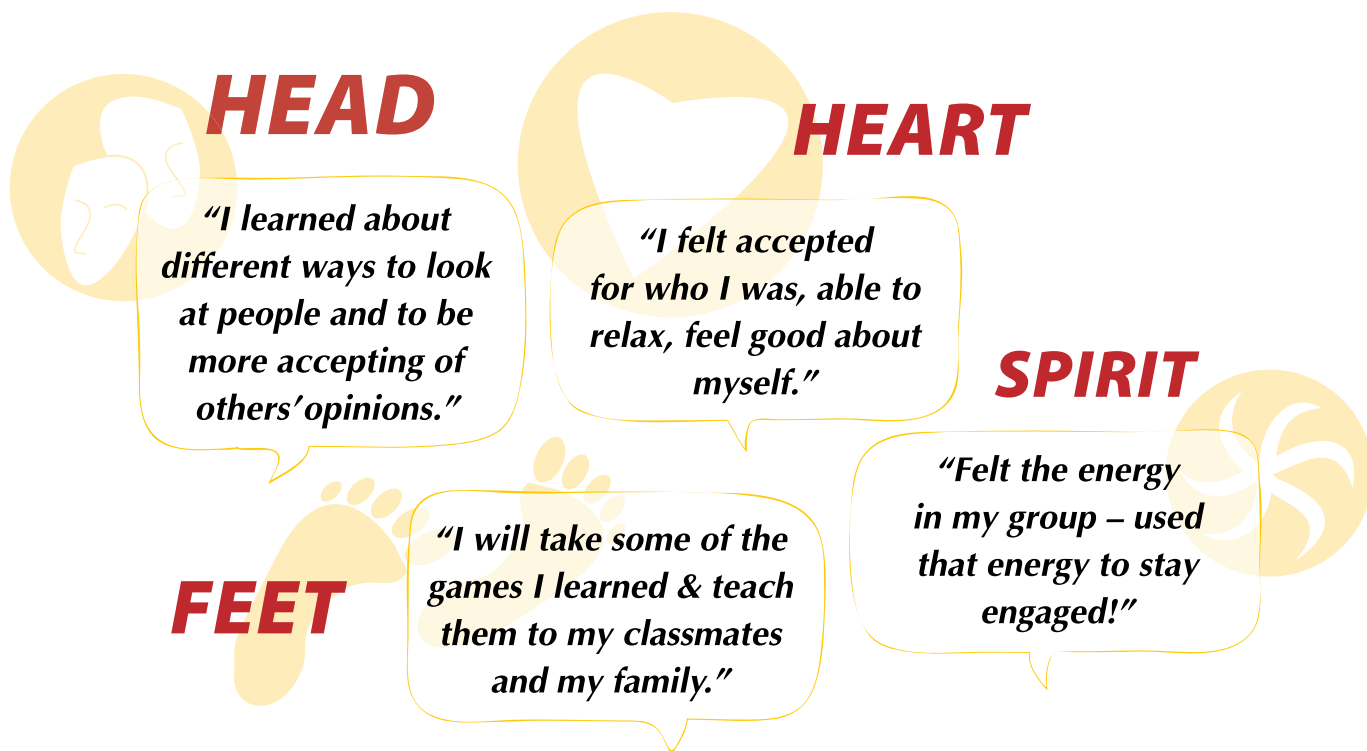 HEAD
“I learned about
different ways to look
at people and to be
more accepting of
others’ opinions.”
HEART
“I felt accepted
for who I was, able to
relax, feel good about
myself.”
SPIRIT
“Felt the energy
in my group – used
that energy to stay
engaged!”
FEET
“I will take some of the
games I learned & teach
them to my classmates
and my family.”